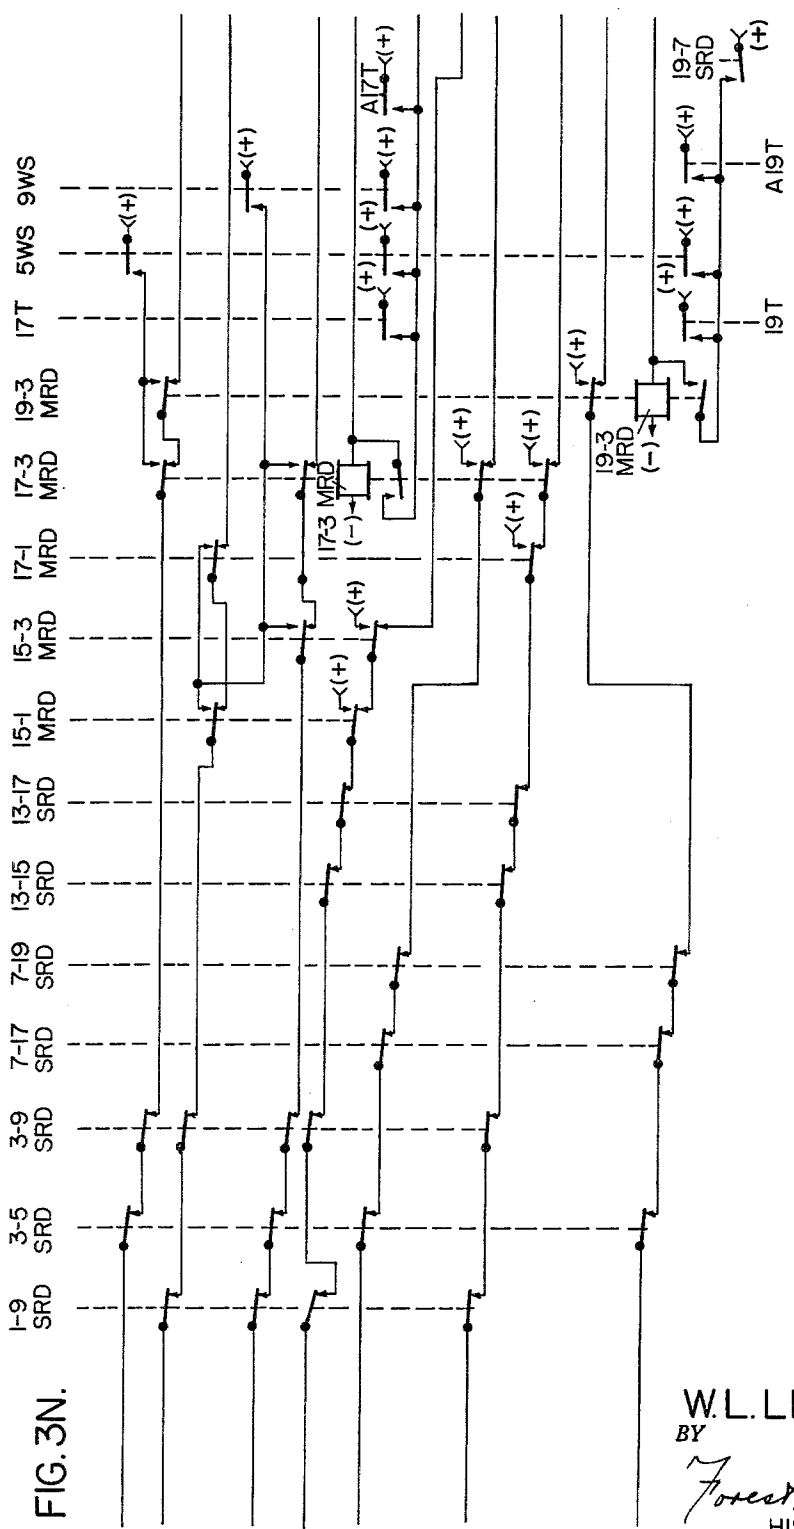 FIG. 3N.
1-9
SRD
3-5
SRD
3-9
SRD
7-17
SRD
7-19
SRD
13-15
SRD
13-17
SRD
15-1
MRD
15-3
MRD
17-1
MRD
17-3
MRD
19-3
MRD
17T
5WS
9WS
(+)
(+)
(+)
(+)
17-3 MRD
(-)
(+)
(+)
(+)
(+)
A17T
(+)
(+)
(+)
(+)
19-3
MRD
(-)
(+)
(+)
(+)
(+)
19-7
SRD
19T
A19T
W.L.
BY
Forest